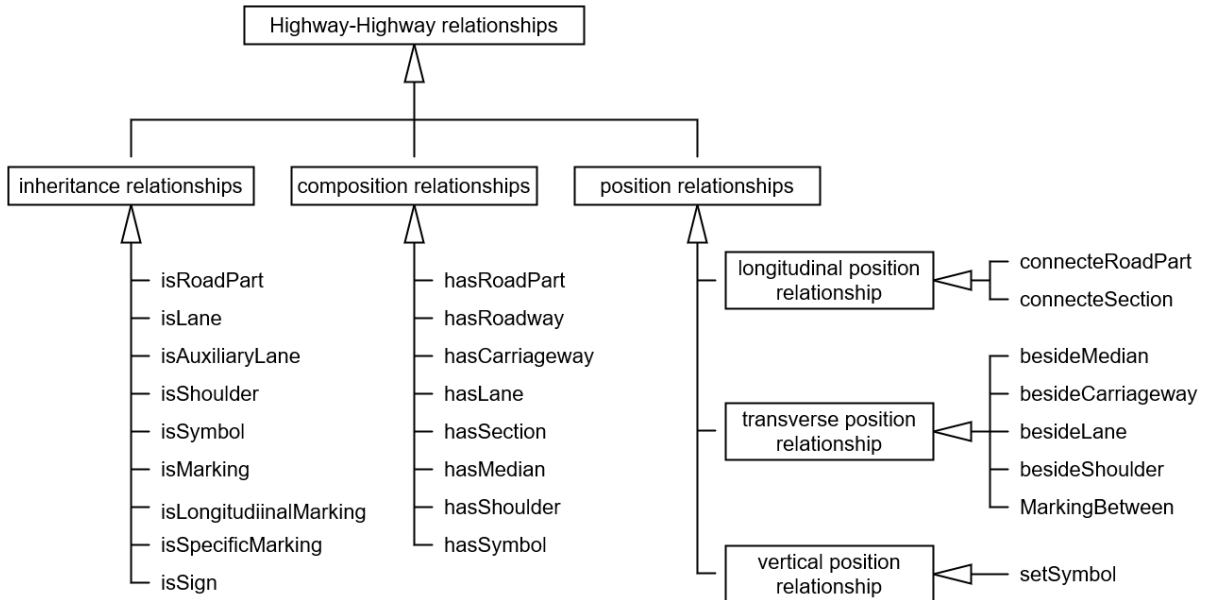 Highway-Highway relationships
inheritance relationships
composition relationships
position relationships
isRoadPart
isLane
isAuxiliaryLane
isShoulder
isSymbol
isMarking
isLongitudiinalMarking
isSpecificMarking
isSign
hasRoadPart
hasRoadway
hasCarriageway
hasLane
hasSection
hasMedian
hasShoulder
hasSymbol
longitudinal position
relationship
connecteRoadPart
connecteSection
transverse position
relationship
besideMedian
besideCarriageway
besideLane
besideShoulder
MarkingBetween
vertical position
relationship
setSymbol